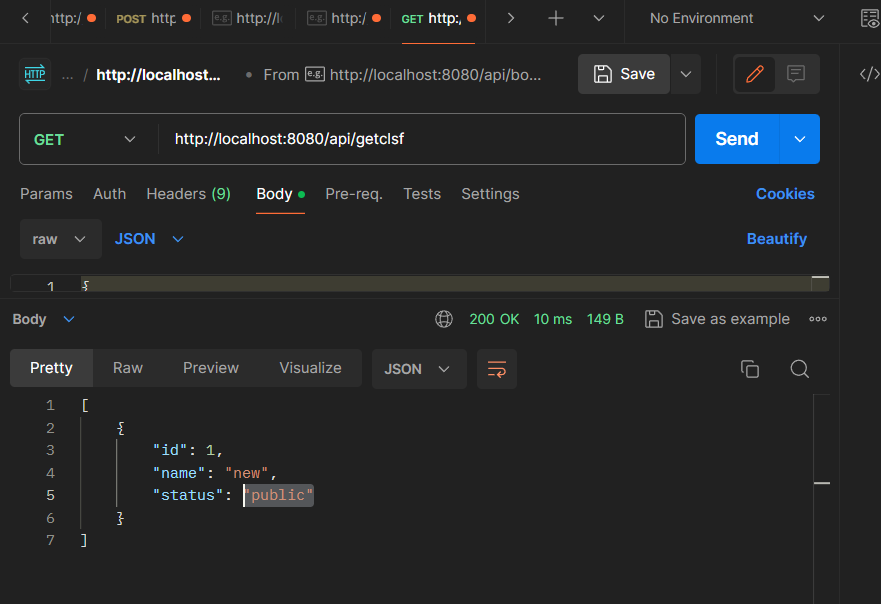 http:/ POST http e.g. http://l e.g. http:/ GET http:, No Environment
HTTP ... / http://localhost... From e.g. http://localhost:8080/api/bo... Save </>
GET http://localhost:8080/api/getclsf Send
Params Auth Headers (9) Body Pre-req. Tests Settings Cookies
raw JSON Beautify
1 {
Body 200 OK 10 ms 149 B Save as example
Pretty Raw Preview Visualize JSON
1 [
2 {
3 "id": 1,
4 "name": "new",
5 "status": "public"
6 }
7 ]